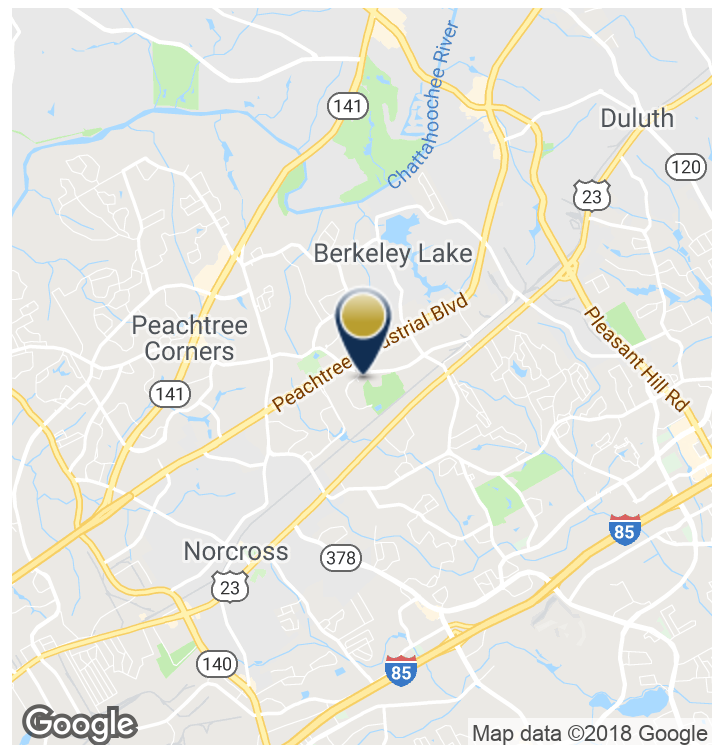 141
Chattahoochee River
Duluth
120
23
Berkeley Lake
Peachtree
Corners
Peachtree
ustrial Blvd
Pleasant Hill Rd
141
85
Norcross
378
23
140
85
Google
Map data ©2018 Google